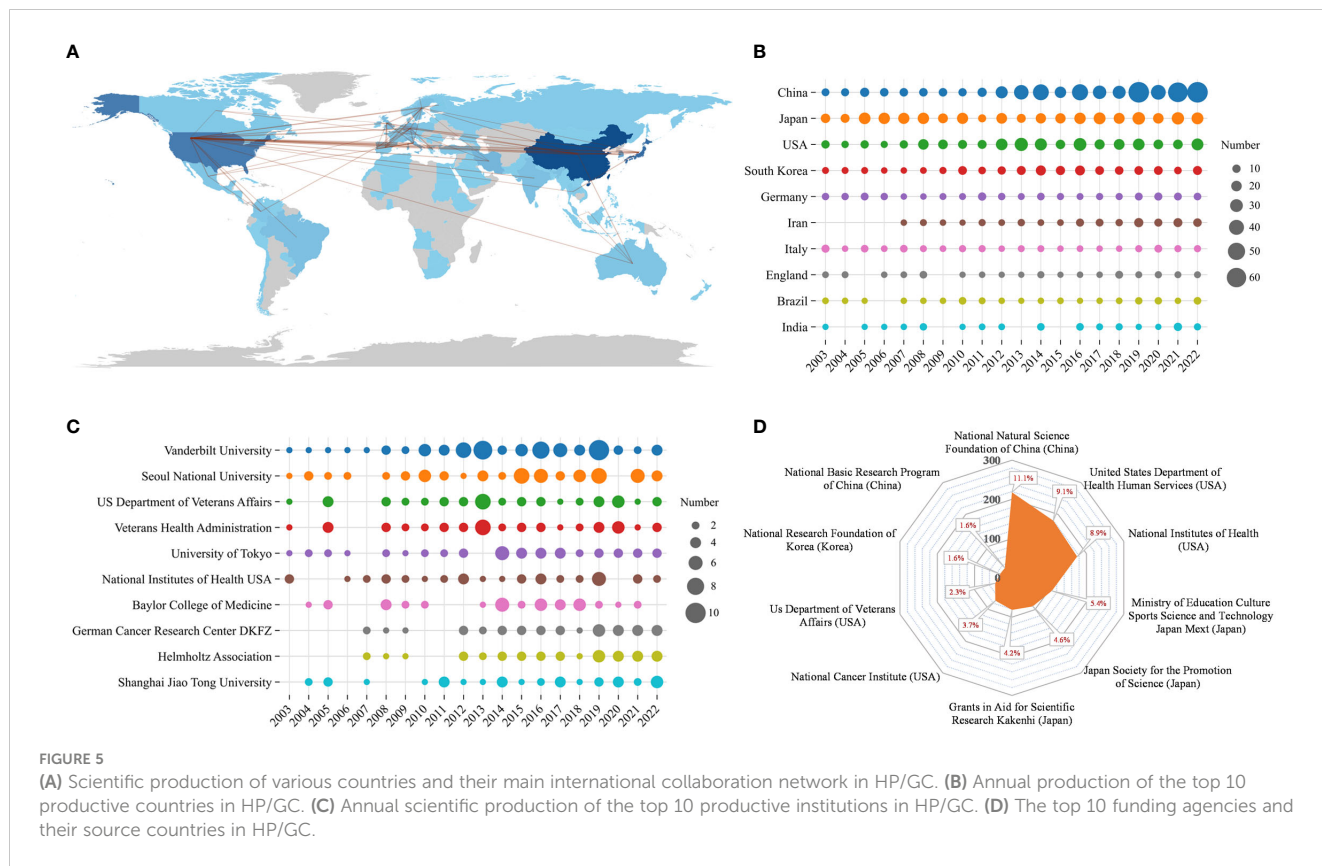 A
B
China
Japan
USA
South Korea
Germany
Iran
Italy
England
Brazil
India
2003
2004
2005
2006
2007
2008
2009
2010
2011
2012
2013
2014
2015
2016
2017
2018
2019
2020
2021
2022
Number
10
20
30
40
50
60
C
Vanderbilt University
Seoul National University
US Department of Veterans Affairs
Veterans Health Administration
University of Tokyo
National Institutes of Health USA
Baylor College of Medicine
German Cancer Research Center DKFZ
Helmholtz Association
Shanghai Jiao Tong University
2003
2004
2005
2006
2007
2008
2009
2010
2011
2012
2013
2014
2015
2016
2017
2018
2019
2020
2021
2022
Number
2
4
6
8
10
D
National Natural Science
Foundation of China (China)
United States Department of
Health Human Services (USA)
National Institutes of Health
(USA)
Ministry of Education Culture
Sports Science and Technology
Japan Mext (Japan)
Japan Society for the Promotion
of Science (Japan)
Grants in Aid for Scientific
Research Kakenhi (Japan)
National Cancer Institute (USA)
Us Department of Veterans
Affairs (USA)
National Research Foundation of
Korea (Korea)
National Basic Research Program
of China (China)
300
200
100
0
11.1%
9.1%
8.9%
5.4%
4.6%
4.2%
3.7%
2.3%
1.6%
1.6%
FIGURE 5
(A) Scientific production of various countries and their main international collaboration network in HP/GC. (B) Annual production of the top 10
productive countries in HP/GC. (C) Annual scientific production of the top 10 productive institutions in HP/GC. (D) The top 10 funding agencies and
their source countries in HP/GC.